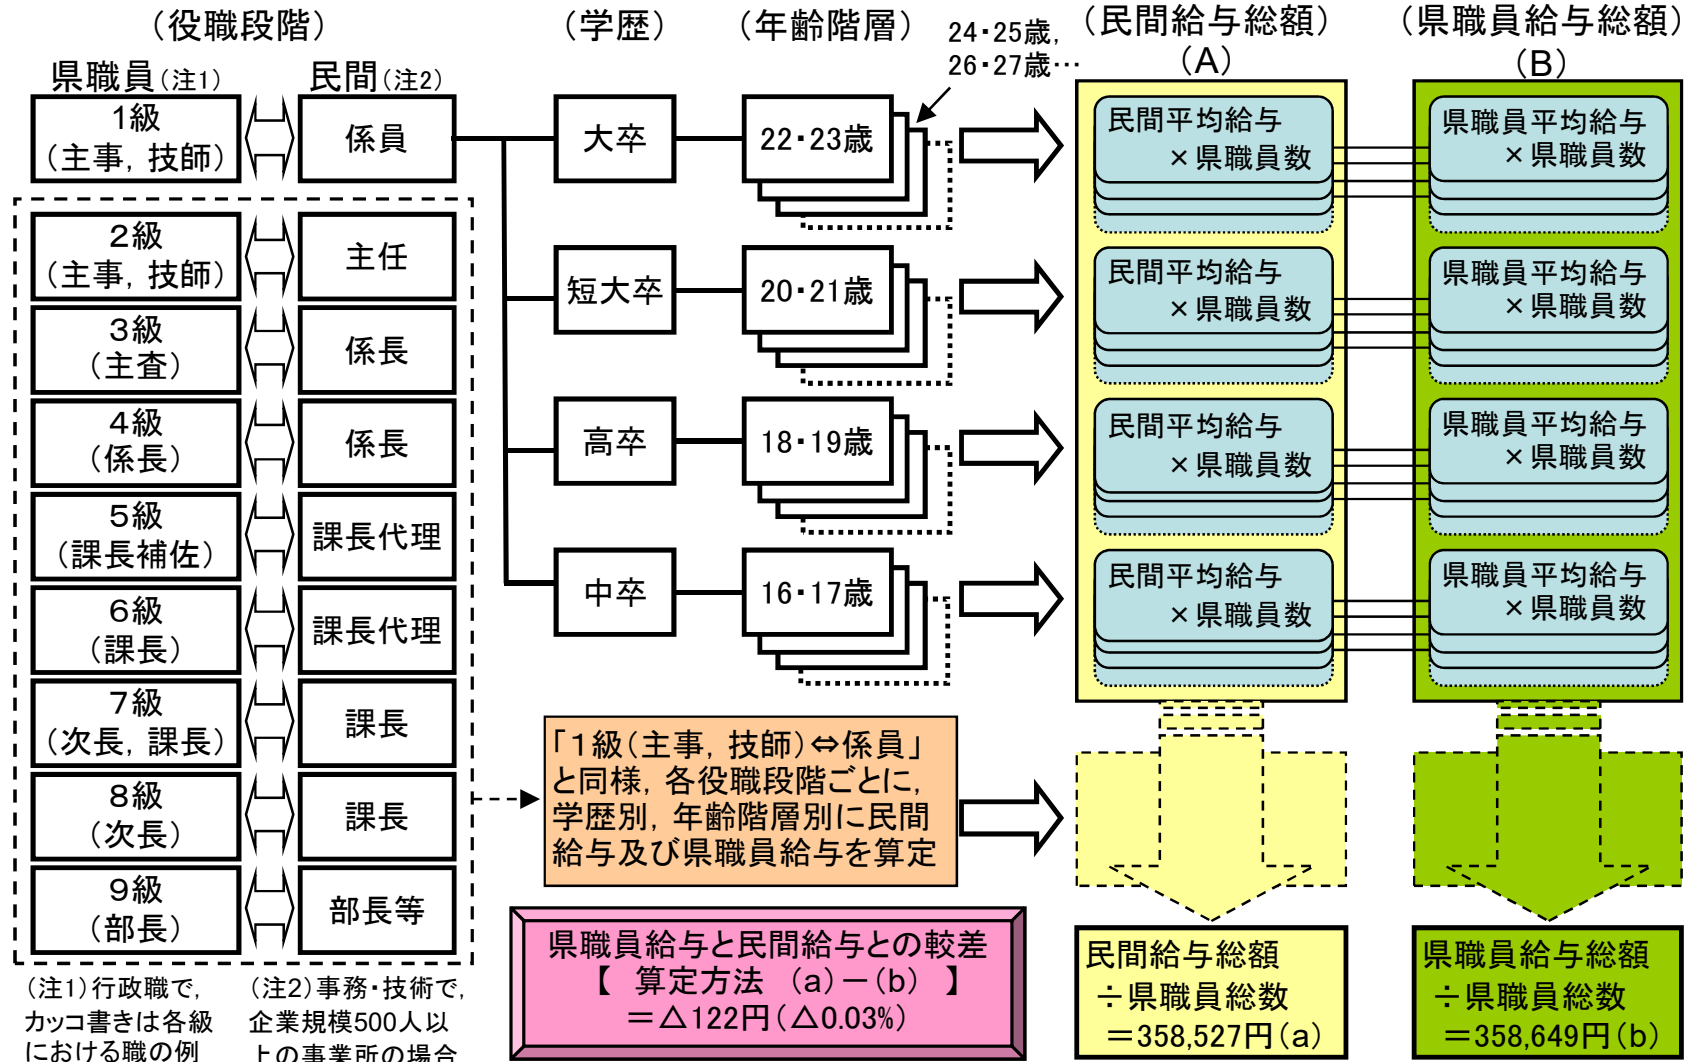 (役職段階)
(学歴)
(年齢階層)
24・25歳,
26・27歳…
(民間給与総額)
(A)
(県職員給与総額)
(B)
県職員(注1)
民間(注2)
1級
(主事, 技師)
係員
2級
(主事, 技師)
主任
3級
(主査)
係長
4級
(係長)
係長
5級
(課長補佐)
課長代理
6級
(課長)
課長代理
7級
(次長, 課長)
課長
8級
(次長)
課長
9級
(部長)
部長等
(注1)行政職で,
カッコ書きは各級
における職の例
(注2)事務・技術で,
企業規模500人以
上の事業所の場合
大卒
22・23歳
短大卒
20・21歳
高卒
18・19歳
中卒
16・17歳
民間平均給与
×県職員数
県職員平均給与
×県職員数
民間平均給与
×県職員数
県職員平均給与
×県職員数
民間平均給与
×県職員数
県職員平均給与
×県職員数
民間平均給与
×県職員数
県職員平均給与
×県職員数
「1級(主事, 技師)⇔係員」
と同様, 各役職段階ごとに,
学歴別, 年齢階層別に民間
給与及び県職員給与を算定
県職員給与と民間給与との較差
【 算定方法 (a)-(b) 】
=△122円(△0.03%)
民間給与総額
÷県職員総数
=358,527円(a)
県職員給与総額
÷県職員総数
=358,649円(b)